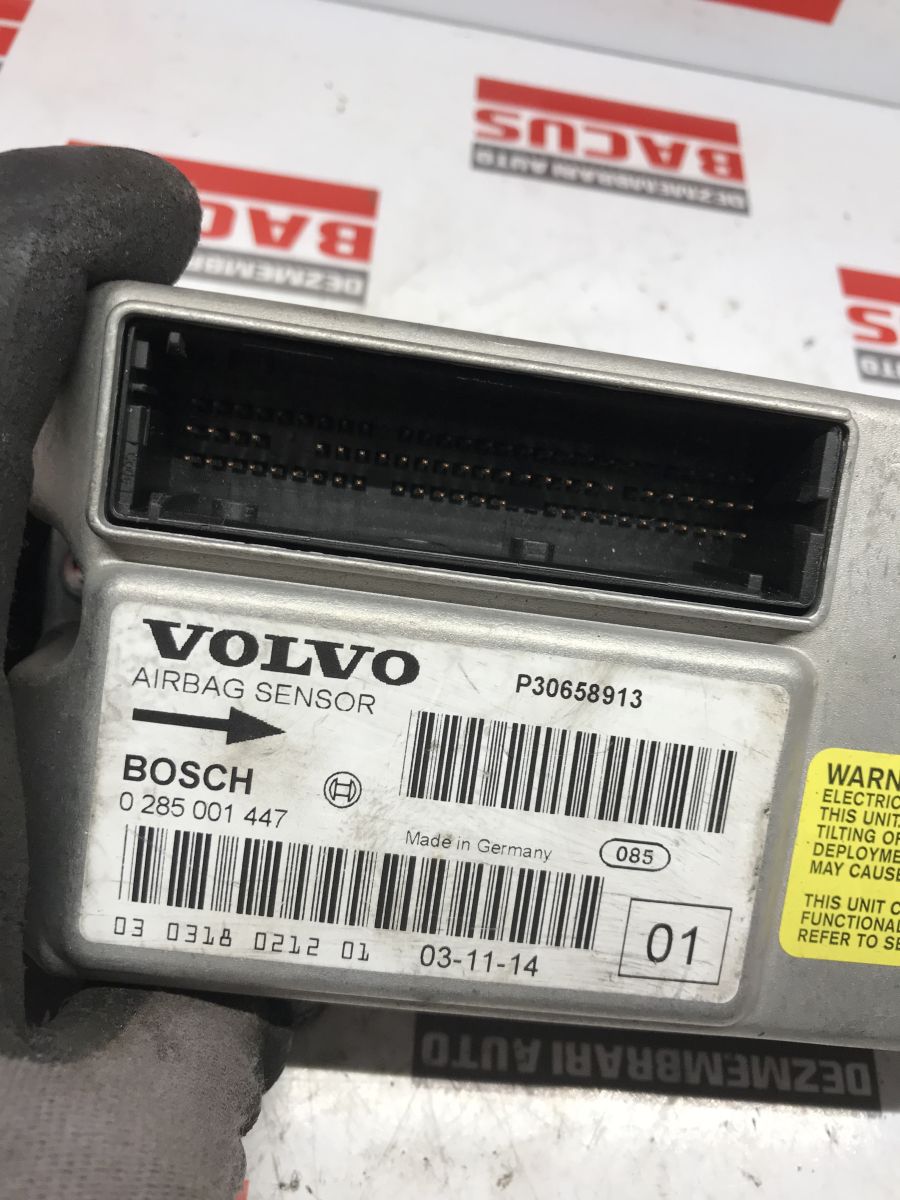 BACUS
DEZMEMBRARI AUTO
BACUS
DEZMEMBRARI
VOLVO
AIRBAG SENSOR
P30658913
BOSCH
0 285 001 447
Made in Germany
085
03 0318 0212 01
03-11-14
01
WARN
ELECTRIC
THIS UNIT.
TILTING OF
DEPLOYME
MAY CAUSE
THIS UNIT C
FUNCTIONAL
REFER TO SE
DEZMEMBRARI AUTO